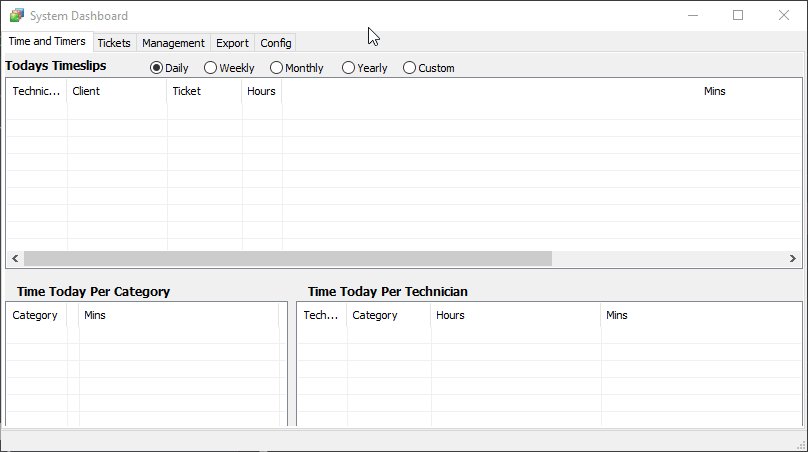 System Dashboard
Time and Timers Tickets Management Export Config
Todays Timeslips Daily Weekly Monthly Yearly Custom
Technic... Client Ticket Hours Mins
Time Today Per Category Time Today Per Technician
Category Mins Tech... Category Hours Mins